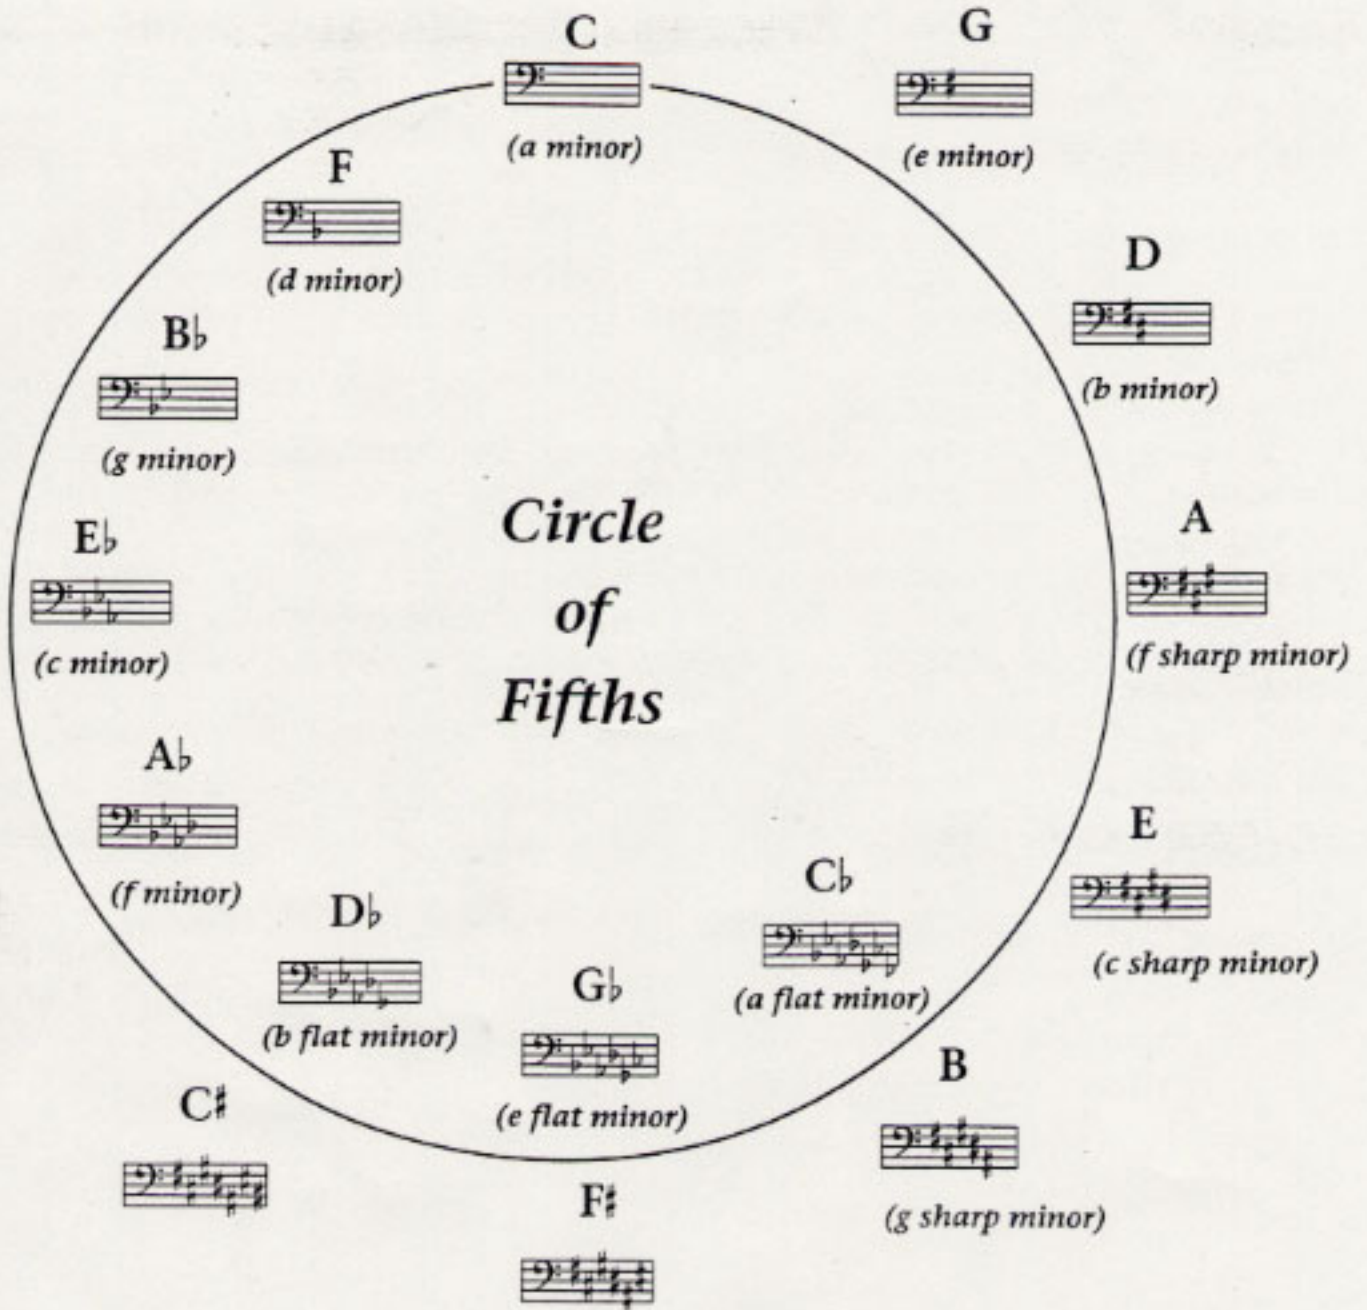 C
(a minor)
G
(e minor)
D
(b minor)
A
(f sharp minor)
E
(c sharp minor)
B
(g sharp minor)
F♯
C♯
F
(d minor)
B♭
(g minor)
E♭
(c minor)
A♭
(f minor)
D♭
(b flat minor)
G♭
(e flat minor)
C♭
(a flat minor)
Circle
of
Fifths